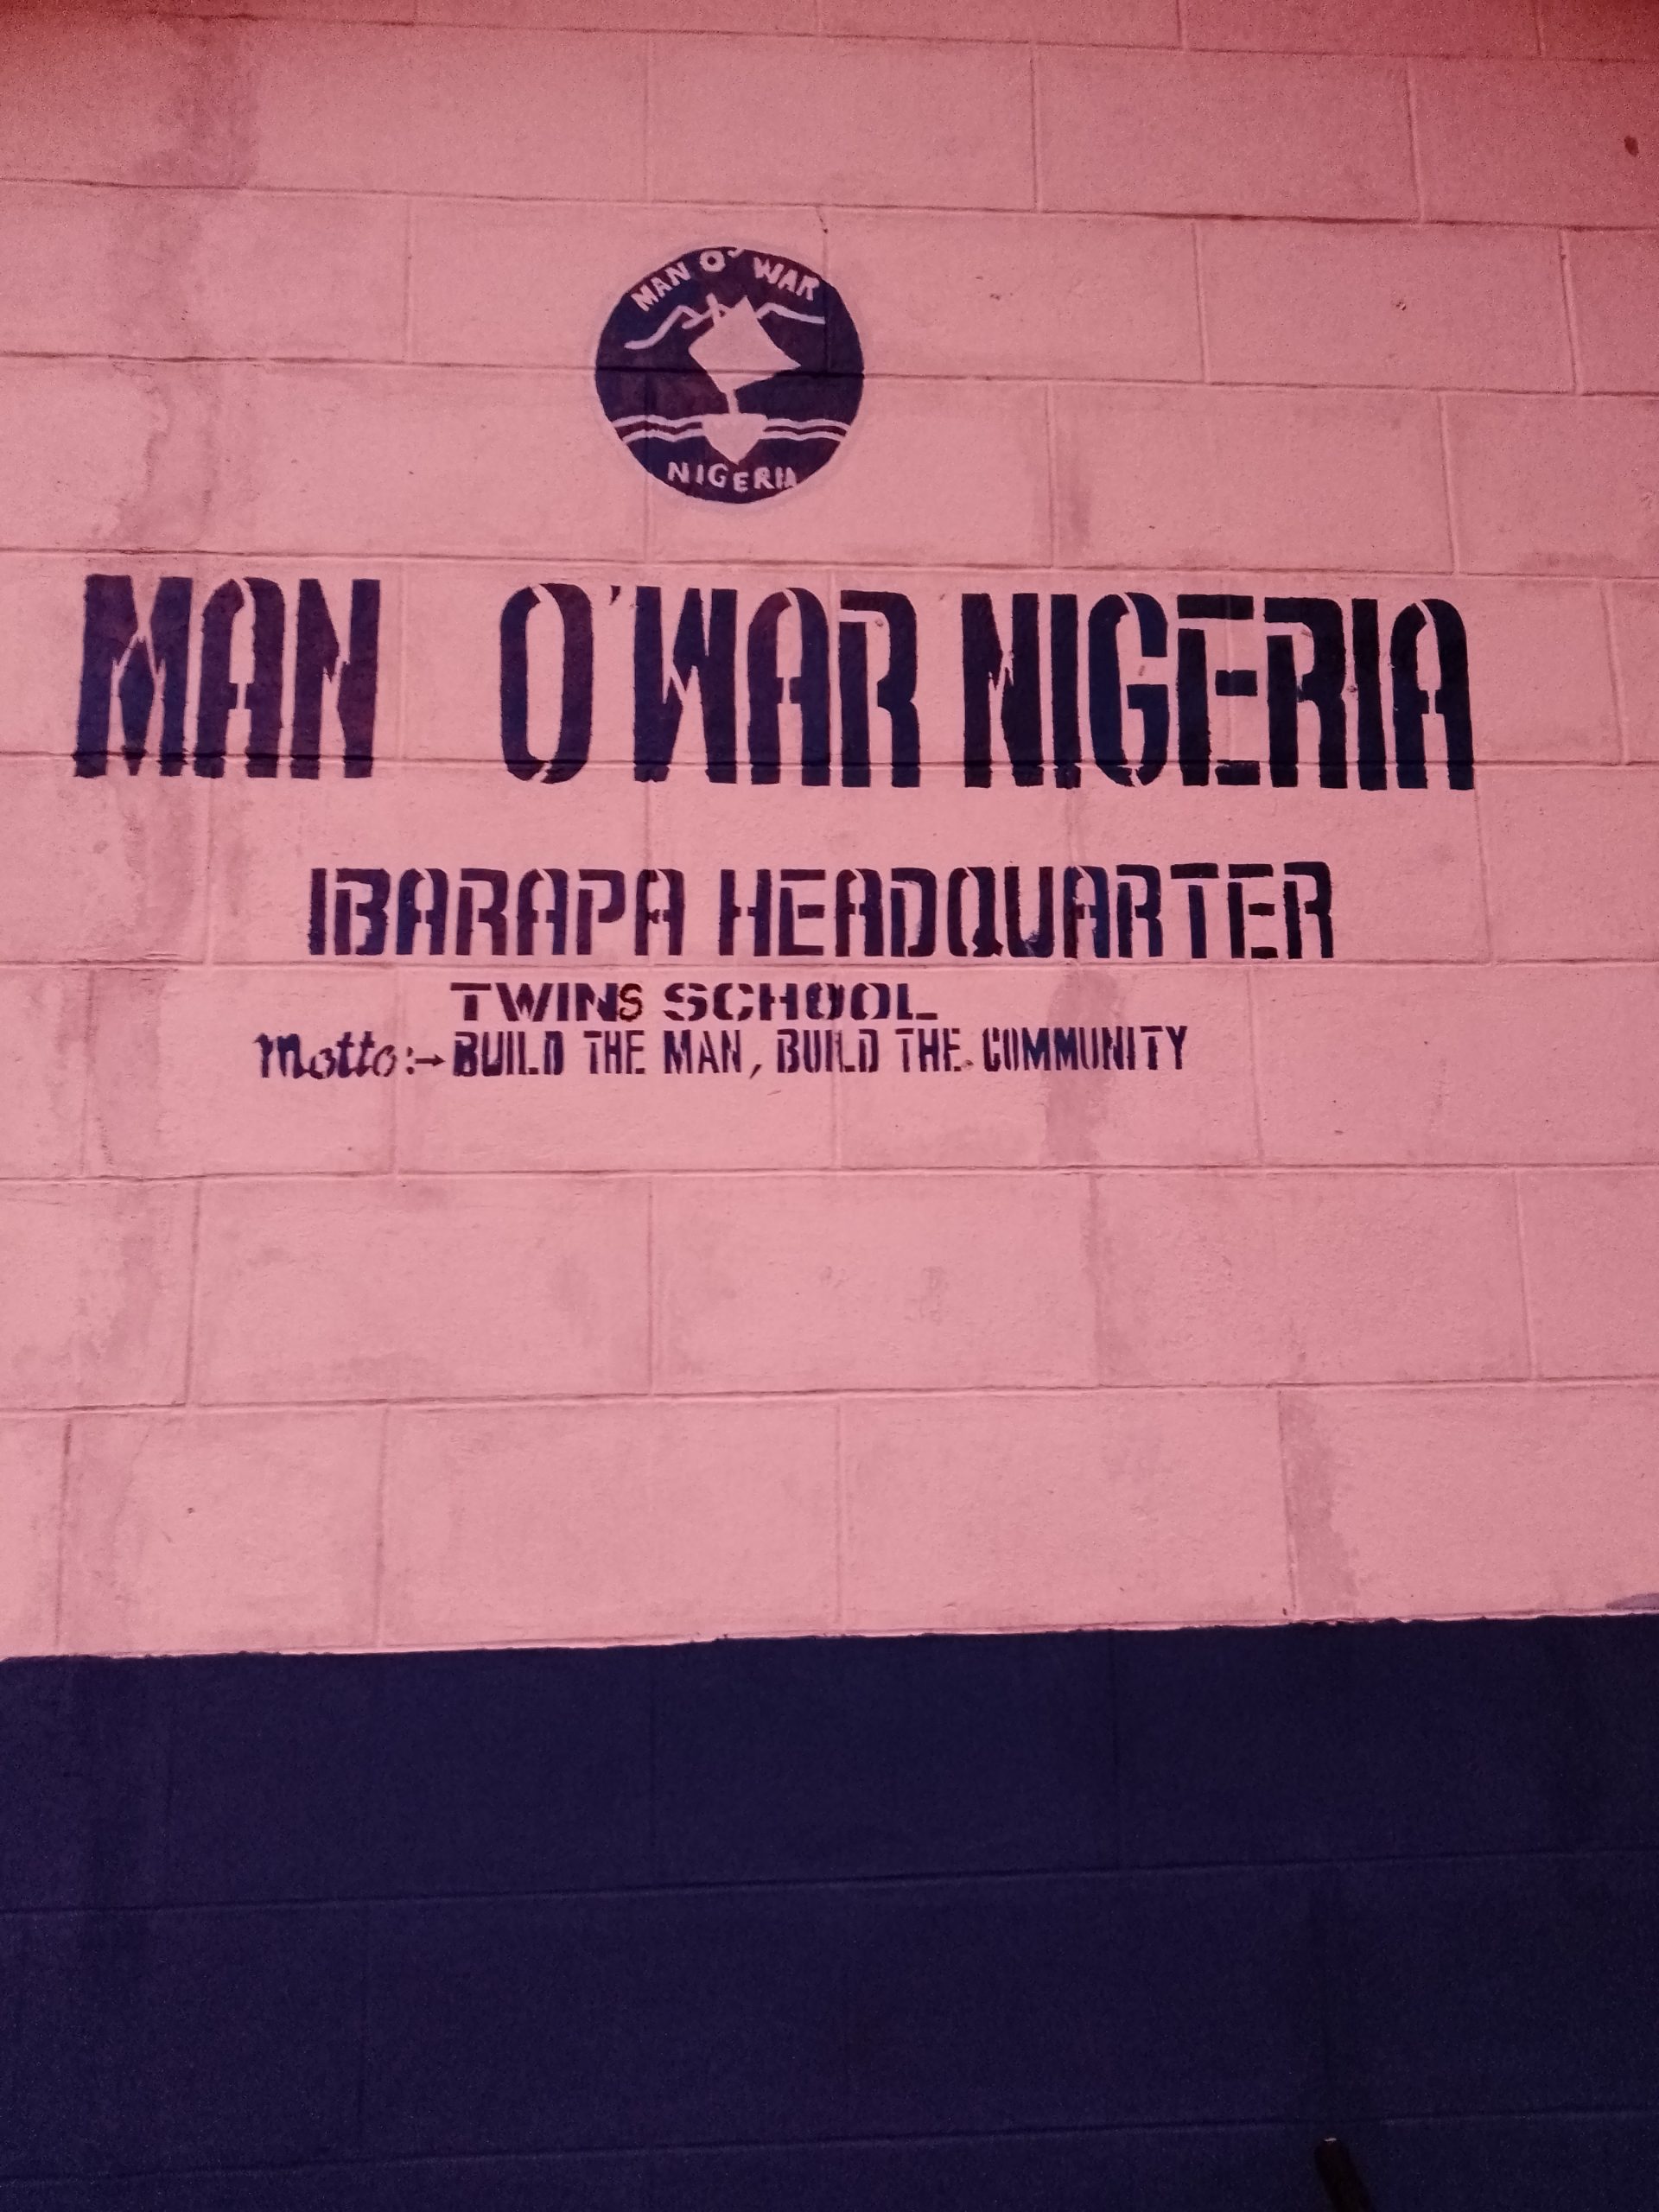 MAN O' WAR
NIGERIA
MAN O'WAR NIGERIA
IBARAPA HEADQUARTER
TWINS SCHOOL
Motto:→ BUILD THE MAN, BUILD THE COMMUNITY